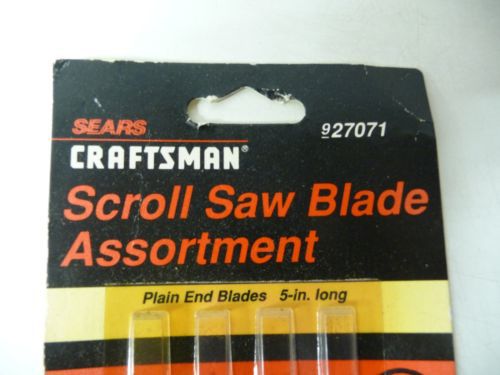 SEARS
CRAFTSMAN®
927071
Scroll Saw Blade
Assortment
Plain End Blades 5-in. long